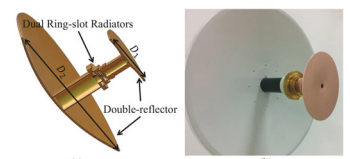 Dual Ring-slot Radiators
D1
D2
Double-reflector